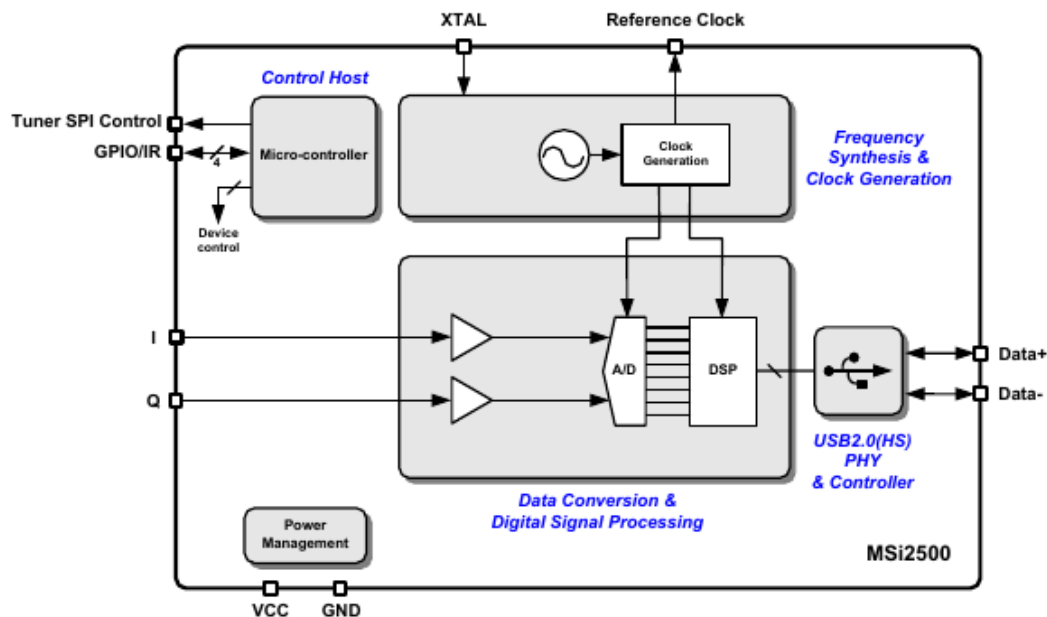 XTAL
Reference Clock
Control Host
Tuner SPI Control
GPIO/IR
4
Micro-controller
Device
control
Clock
Generation
Frequency
Synthesis &
Clock Generation
I
Q
A/D
DSP
Data+
Data-
USB2.0(HS)
PHY
& Controller
Data Conversion &
Digital Signal Processing
Power
Management
MSi2500
VCC
GND